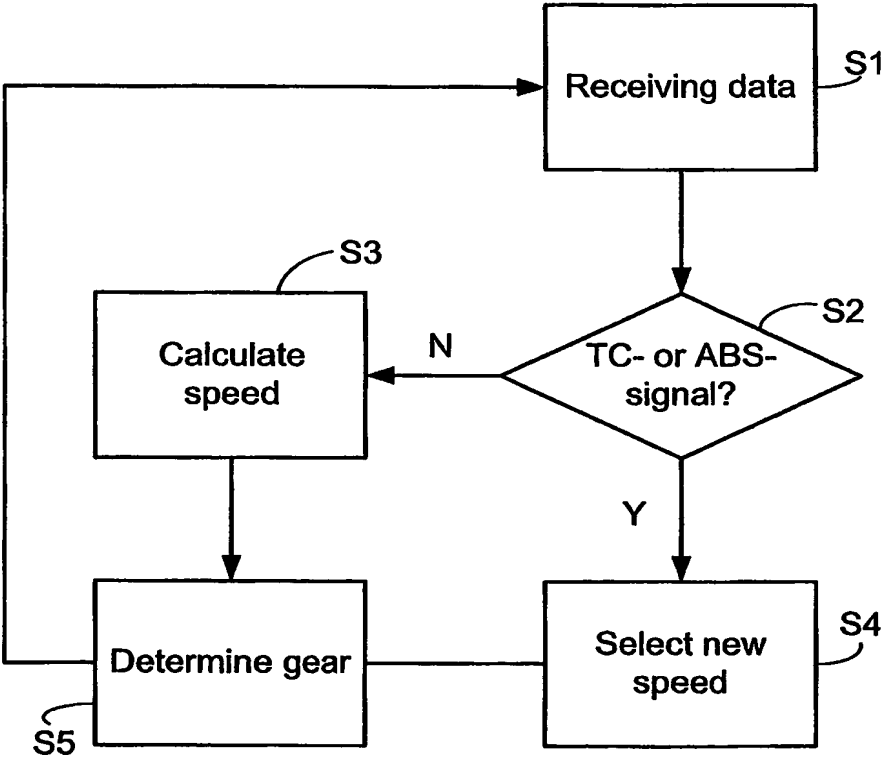 Receiving data
S1
S3
S2
Calculate
speed
N
TC- or ABS-
signal?
Y
Determine gear
S5
Select new
speed
S4